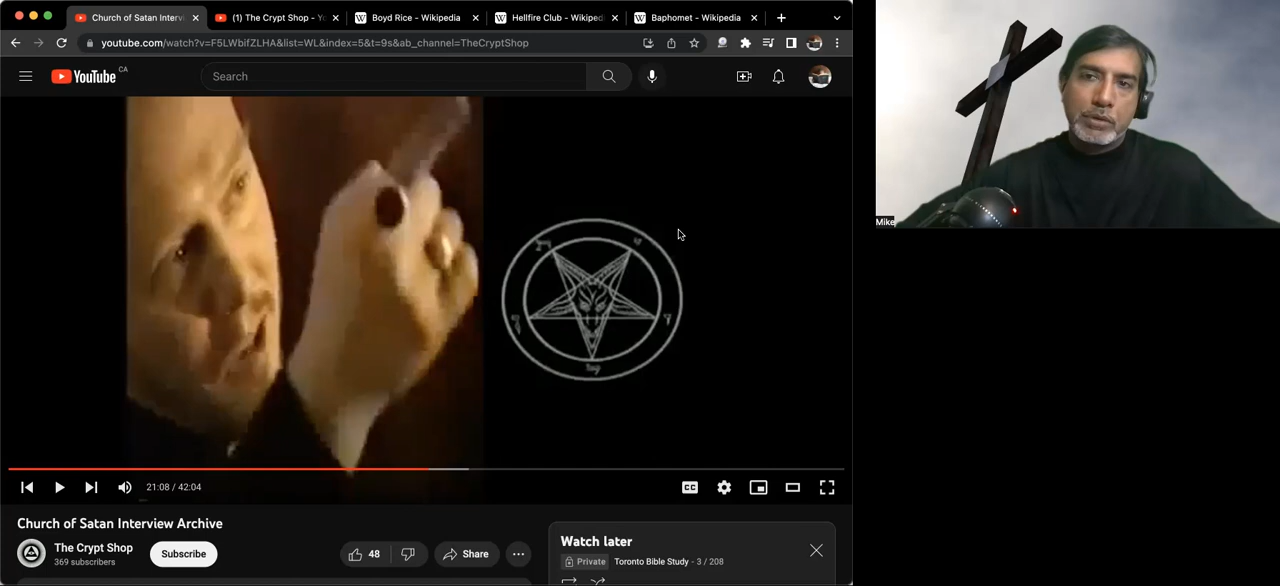 Church of Satan Intervi
(1) The Crypt Shop - Yo
Boyd Rice - Wikipedia
Hellfire Club - Wikiped
Baphomet - Wikipedia
youtube.com/watch?v=F5LWbifZLHA&list=WL&index=5&t=9s&ab_channel=TheCryptShop
YouTube CA
Search
Mike
21:08 / 42:04
CC
Church of Satan Interview Archive
The Crypt Shop
369 subscribers
Subscribe
48
Share
Watch later
Private
Toronto Bible Study - 3 / 208